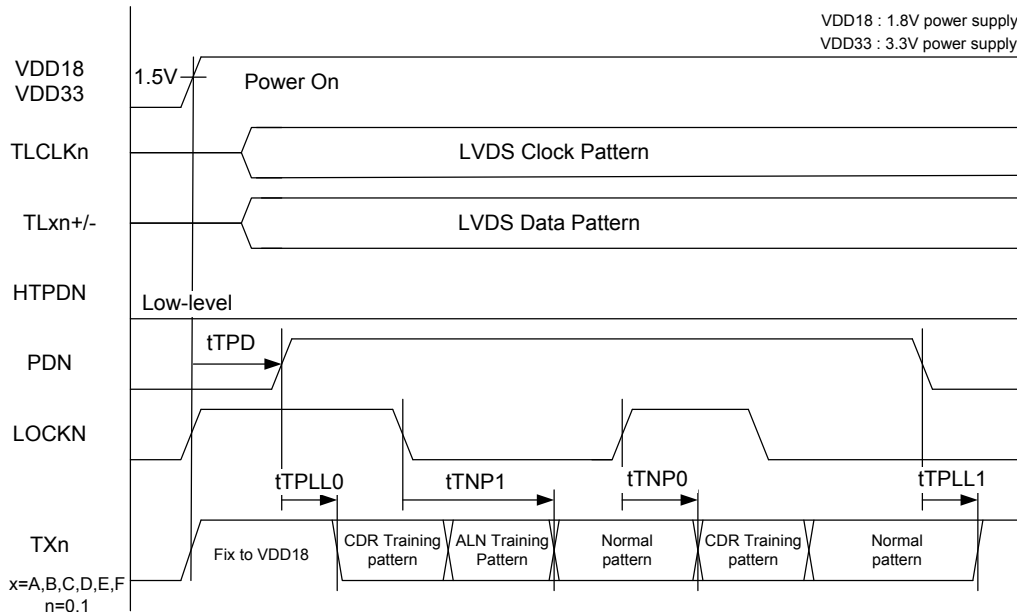 VDD18 : 1.8V power supply
VDD33 : 3.3V power supply
VDD18
VDD33
1.5V
Power On
TLCLKn
LVDS Clock Pattern
TLxn+/-
LVDS Data Pattern
HTPDN
Low-level
tTPD
PDN
LOCKN
tTPLL0
tTNP1
tTNP0
tTPLL1
TXn
x=A,B,C,D,E,F
n=0,1
Fix to VDD18
CDR Training
pattern
ALN Training
Pattern
Normal
pattern
CDR Training
pattern
Normal
pattern